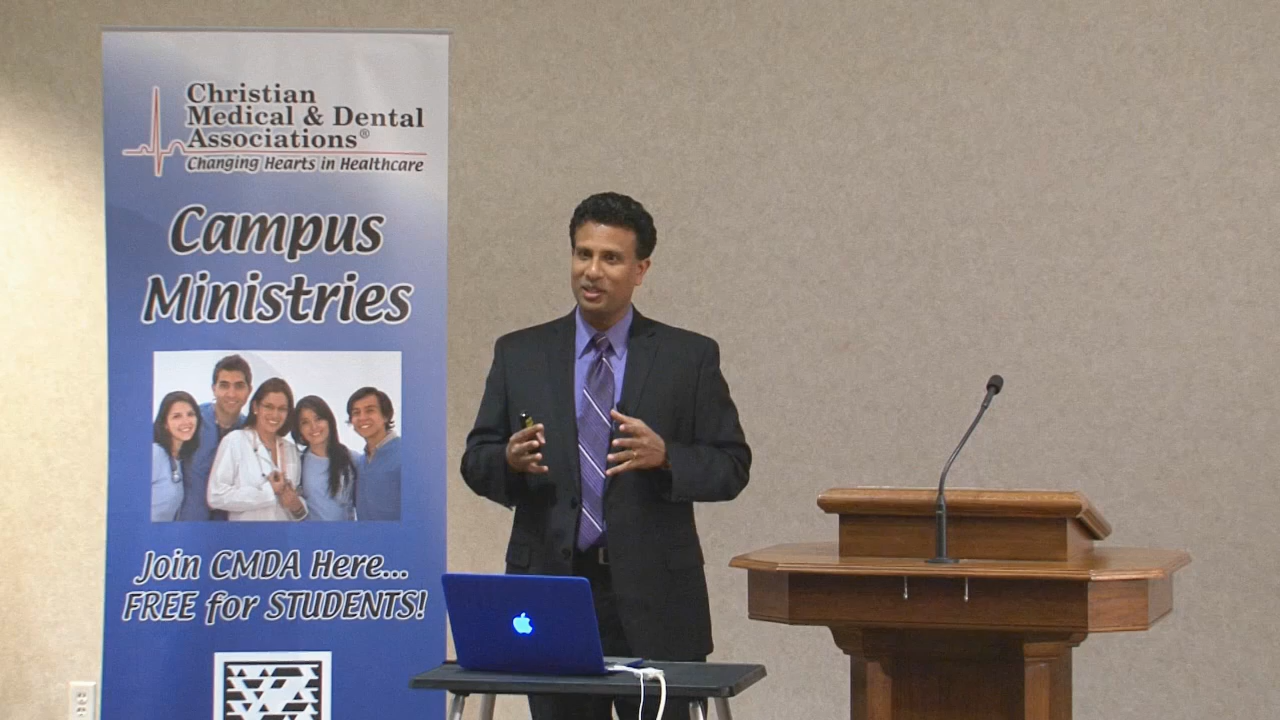 Christian
Medical & Dental
Associations®
Changing Hearts in Healthcare
Campus
Ministries
Join CMDA Here...
FREE for STUDENTS!